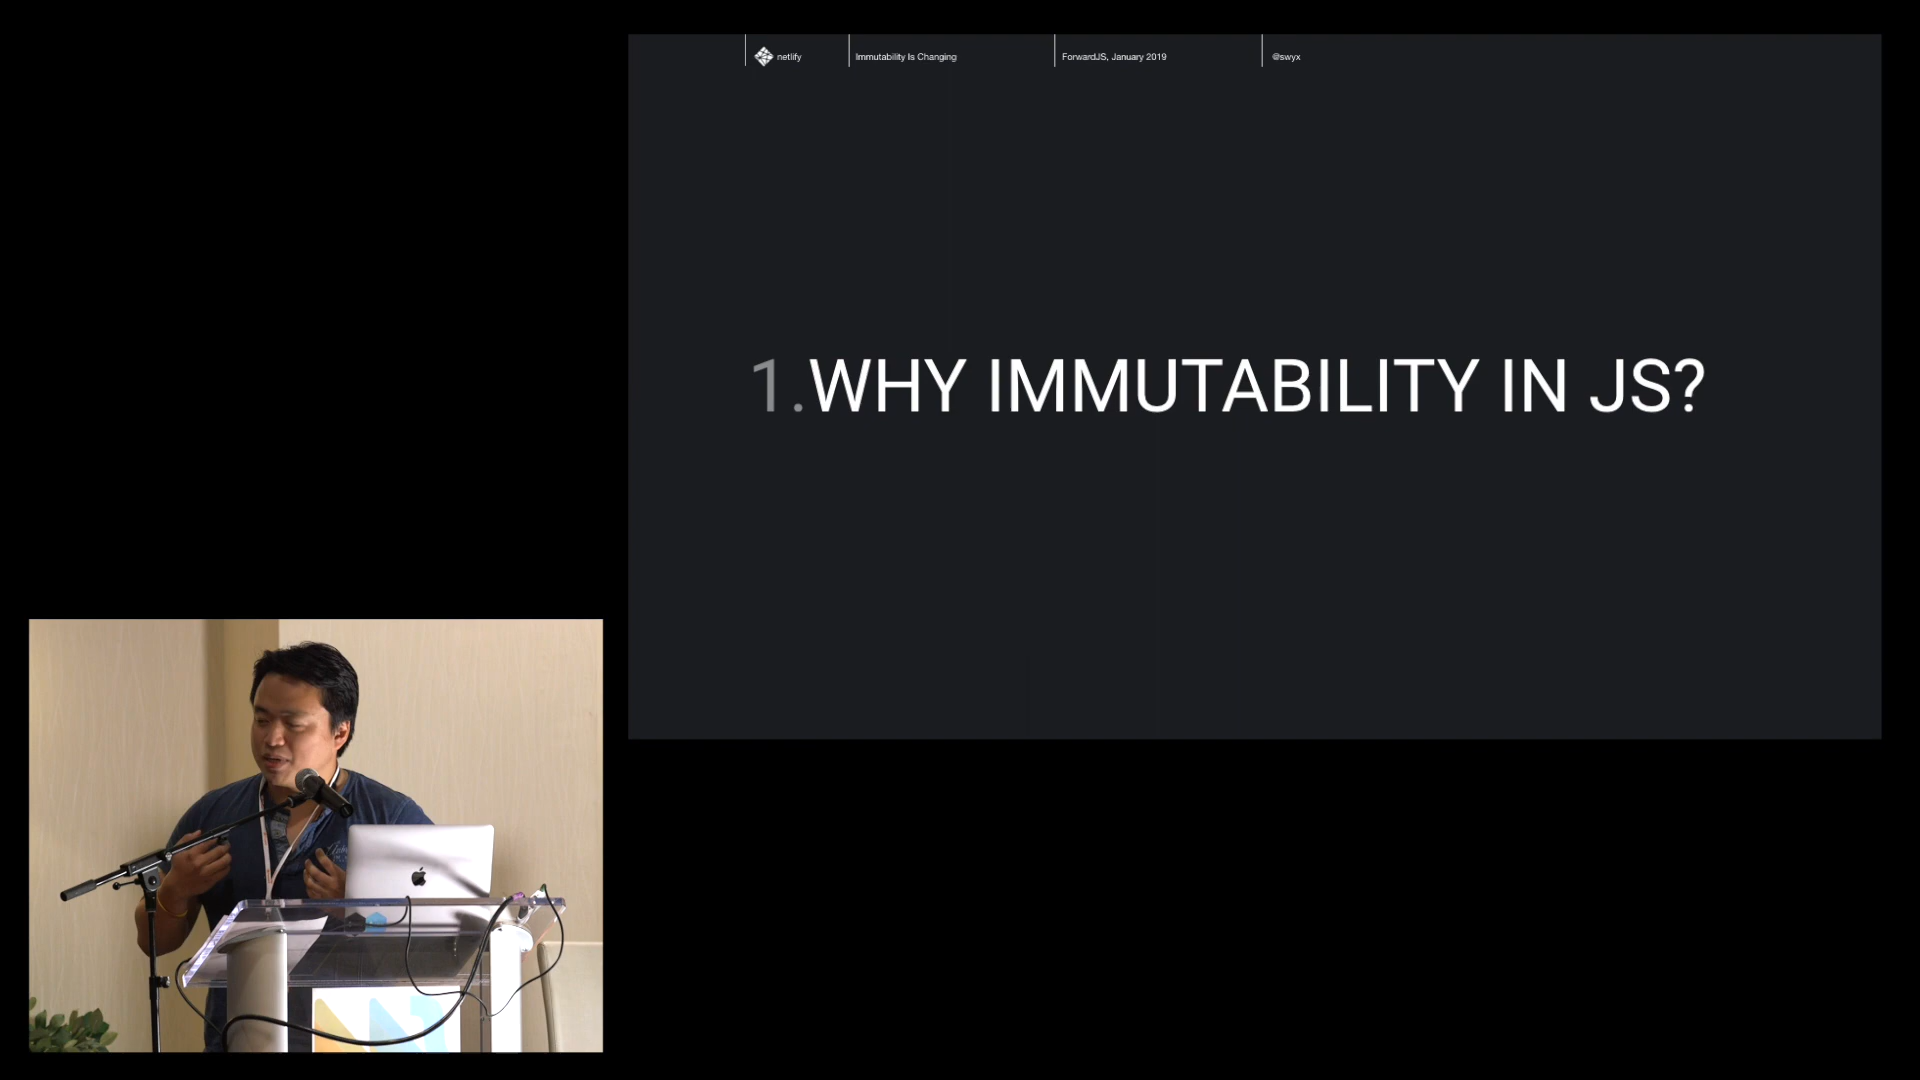 netlify
Immutability Is Changing
ForwardJS, January 2019
@swyx
1.WHY IMMUTABILITY IN JS?